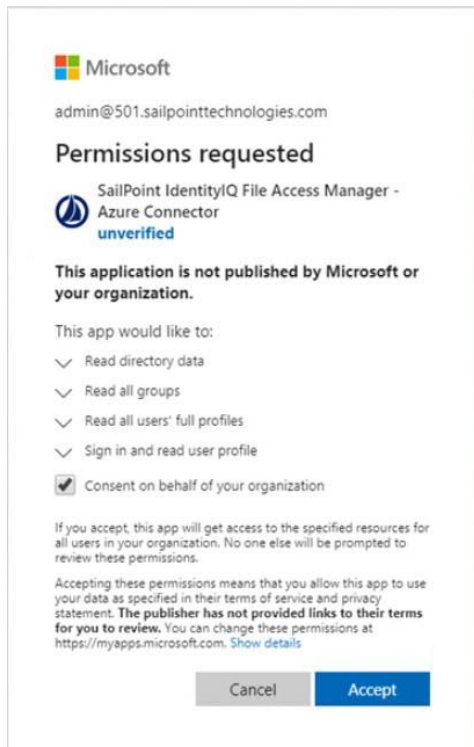 Microsoft
admin@501.sailpointtechnologies.com
Permissions requested
SailPoint IdentityIQ File Access Manager -
Azure Connector
unverified
This application is not published by Microsoft or
your organization.
This app would like to:
Read directory data
Read all groups
Read all users' full profiles
Sign in and read user profile
Consent on behalf of your organization
If you accept, this app will get access to the specified resources for
all users in your organization. No one else will be prompted to
review these permissions.
Accepting these permissions means that you allow this app to use
your data as specified in their terms of service and privacy
statement. The publisher has not provided links to their terms
for you to review. You can change these permissions at
https://myapps.microsoft.com. Show details
Cancel Accept